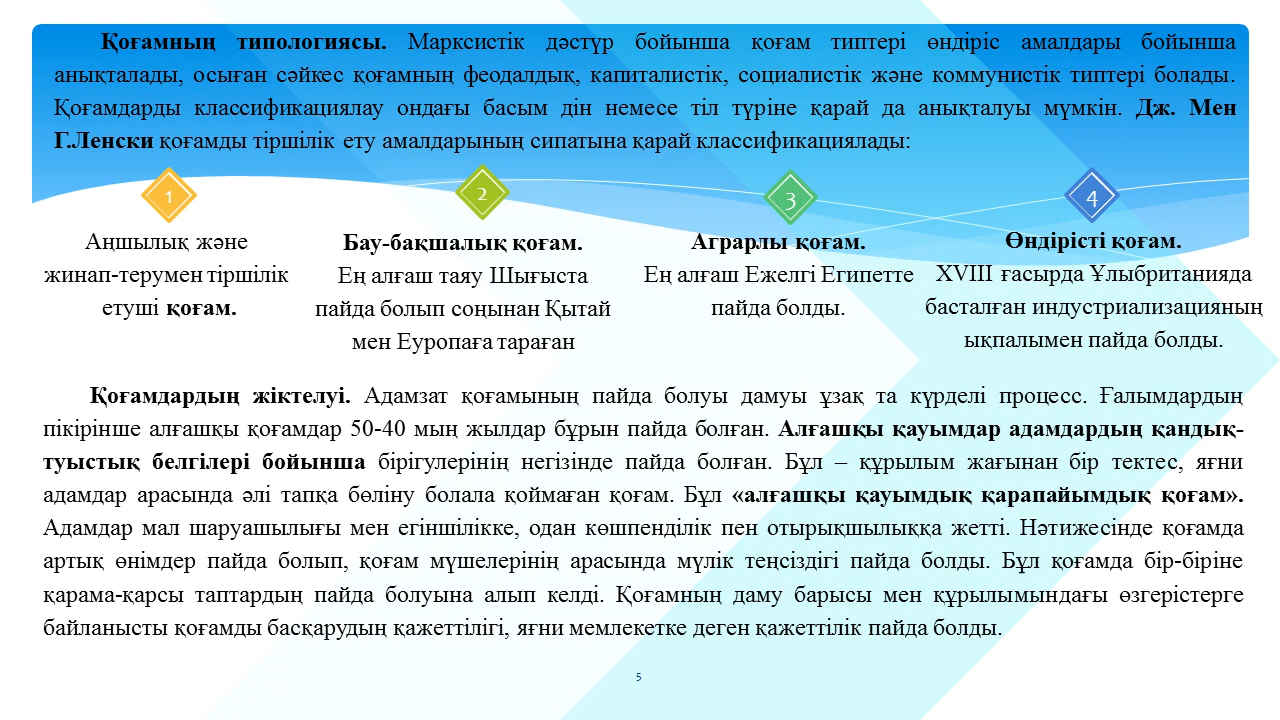 Қоғамның типологиясы. Марксистік дәстүр бойынша қоғам типтері өндіріс амалдары бойынша
анықталады, осыған сәйкес қоғамның феодалдық, капиталистік, социалистік және коммунистік типтері болады.
Қоғамдарды классификациялау ондағы басым дін немесе тіл түріне қарай да анықталуы мүмкін. Дж. Мен
Г.Ленски қоғамды тіршілік ету амалдарының сипатына қарай классификациялады:
1
Аңшылық және
жинап-терумен тіршілік
етуші қоғам.
2
Бау-бақшалық қоғам.
Ең алғаш таяу Шығыста
пайда болып соңынан Қытай
мен Еуропаға тараған
3
Аграрлы қоғам.
Ең алғаш Ежелгі Египетте
пайда болды.
4
Өндірісті қоғам.
XVIII ғасырда Ұлыбританияда
басталған индустриализацияның
ықпалымен пайда болды.
Қоғамдардың жіктелуі. Адамзат қоғамының пайда болуы дамуы ұзақ та күрделі процесс. Ғалымдардың
пікірінше алғашқы қоғамдар 50-40 мың жылдар бұрын пайда болған. Алғашқы қауымдар адамдардың қандық-
туыстық белгілері бойынша бірігулерінің негізінде пайда болған. Бұл – құрылым жағынан бір тектес, яғни
адамдар арасында әлі тапқа бөліну болала қоймаған қоғам. Бұл «алғашқы қауымдық қарапайымдық қоғам».
Адамдар мал шаруашылығы мен егіншілікке, одан көшпенділік пен отырықшылыққа жетті. Нәтижесінде қоғамда
артық өнімдер пайда болып, қоғам мүшелерінің арасында мүлік теңсіздігі пайда болды. Бұл қоғамда бір-біріне
қарама-қарсы таптардың пайда болуына алып келді. Қоғамның даму барысы мен құрылымындағы өзгерістерге
байланысты қоғамды басқарудың қажеттілігі, яғни мемлекетке деген қажеттілік пайда болды.
5